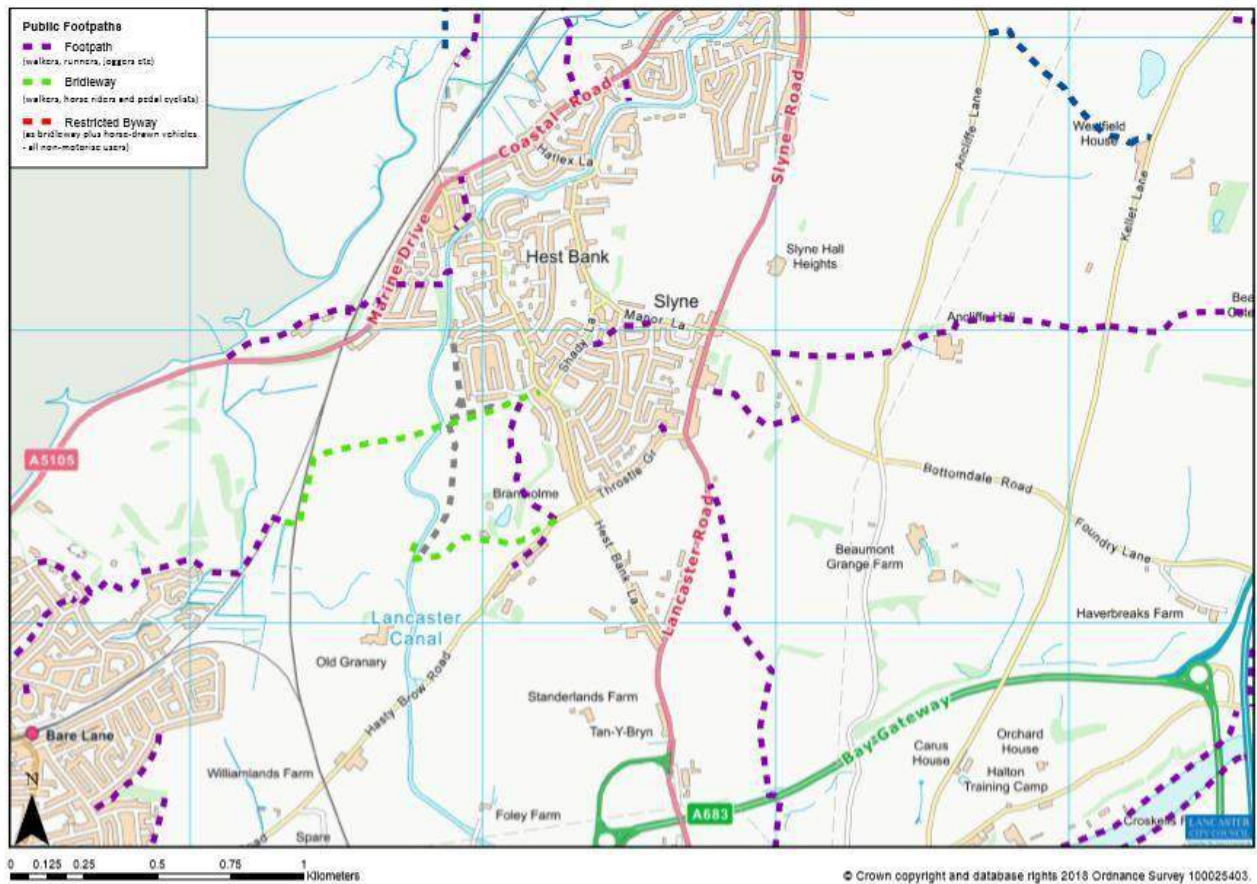 Public Footpaths
Footpath
(walkers, runners, joggers etc)
Bridleway
(walkers, horse riders and pedal cyclists)
Restricted Byway
(as bridleway plus horse-drawn vehicles
- all non-motorise users)
Coastal Road
Slyne Road
Ancliffe Lane
Westfield
House
Hatlex La
Kellet Lane
Marine Drive
Hest Bank
Slyne Hall
Heights
Slyne
Manor La
Ancliffe Hall
Shady La
A5105
Throstle Gr
Bottomdale Road
Hest Bank La
Lancaster Road
Foundry Lane
Beaumont
Grange Farm
Haverbreaks Farm
Lancaster
Canal
Old Granary
Hasty Brow Road
Standerlands Farm
Tan-Y-Bryn
Bay Gateway
Bare Lane
N
Carus
House
Orchard
House
Williamlands Farm
Halton
Training Camp
Foley Farm
A683
Spare
LANCASTER
CITY COUNCIL
0 0.125 0.25 0.5 0.75 1
Kilometers
© Crown copyright and database rights 2018 Ordnance Survey 100025403.